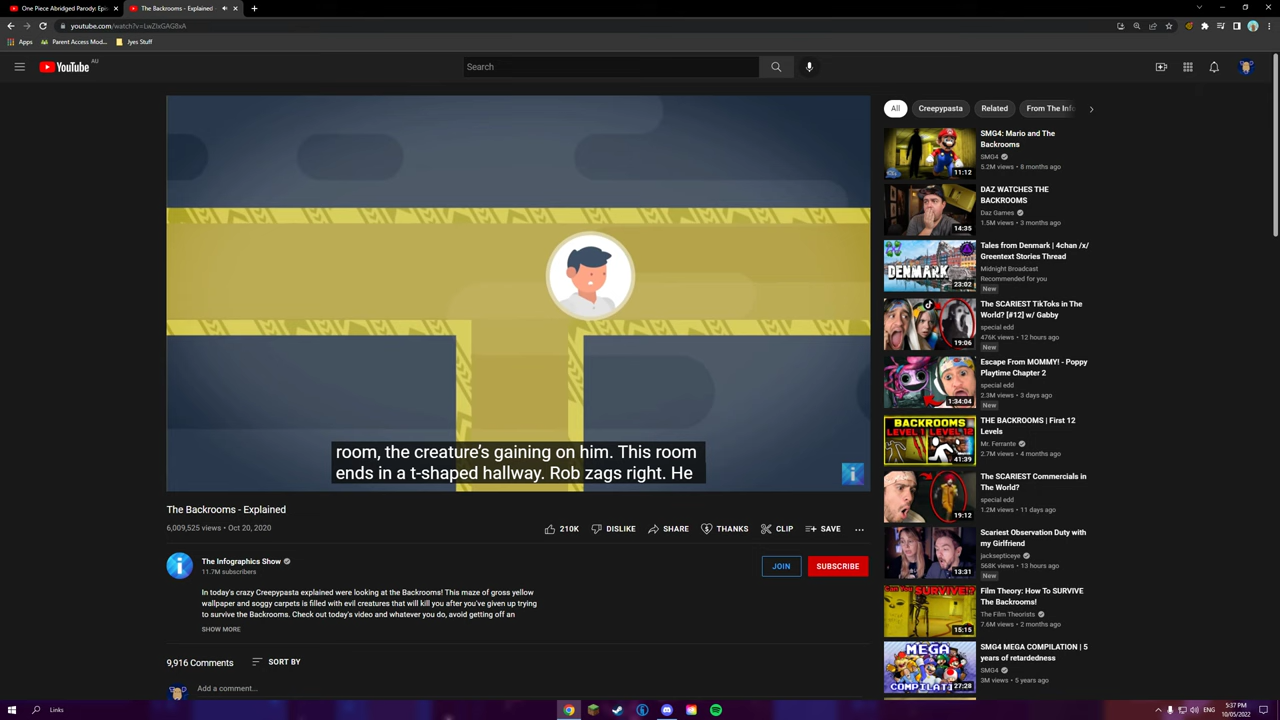 One Piece Abridged Parody: Epi
The Backrooms - Explained
youtube.com/watch?v=LwZIxGAG8xA
Apps
Parent Access Mod...
Jyes Stuff
YouTube
AU
Search
room, the creature's gaining on him. This room
ends in a t-shaped hallway. Rob zags right. He
The Backrooms - Explained
6,009,525 views • Oct 20, 2020
210K
DISLIKE
SHARE
THANKS
CLIP
SAVE
The Infographics Show
11.7M subscribers
JOIN
SUBSCRIBE
In today's crazy Creepypasta explained were looking at the Backrooms! This maze of gross yellow
wallpaper and soggy carpets is filled with evil creatures that will kill you after you've given up trying
to survive the Backrooms. Check out today's video and whatever you do, avoid getting off an
SHOW MORE
9,916 Comments
SORT BY
Add a comment...
All
Creepypasta
Related
From The Info
11:12
SMG4: Mario and The
Backrooms
SMG4
5.2M views • 8 months ago
14:35
DAZ WATCHES THE
BACKROOMS
Daz Games
1.5M views • 3 months ago
DENMARK
23:02
Tales from Denmark | 4chan /x/
Greentext Stories Thread
Midnight Broadcast
Recommended for you
New
19:06
The SCARIEST TikToks in The
World? [#12] w/ Gabby
special edd
476K views • 12 hours ago
New
1:34:04
Escape From MOMMY! - Poppy
Playtime Chapter 2
special edd
2.3M views • 3 days ago
New
BACKROOMS
LEVEL 1 LEVEL 12
41:39
THE BACKROOMS | First 12
Levels
Mr. Ferrante
2.7M views • 4 months ago
19:12
The SCARIEST Commercials in
The World?
special edd
1.2M views • 11 days ago
13:31
Scariest Observation Duty with
my Girlfriend
jacksepticeye
568K views • 13 hours ago
New
15:15
Film Theory: How To SURVIVE
The Backrooms!
The Film Theorists
7.6M views • 2 months ago
MEGA
COMPILATION
27:28
SMG4 MEGA COMPILATION | 5
years of retardedness
SMG4
3M views • 5 years ago
Links
ENG
5:37 PM
10/05/2022